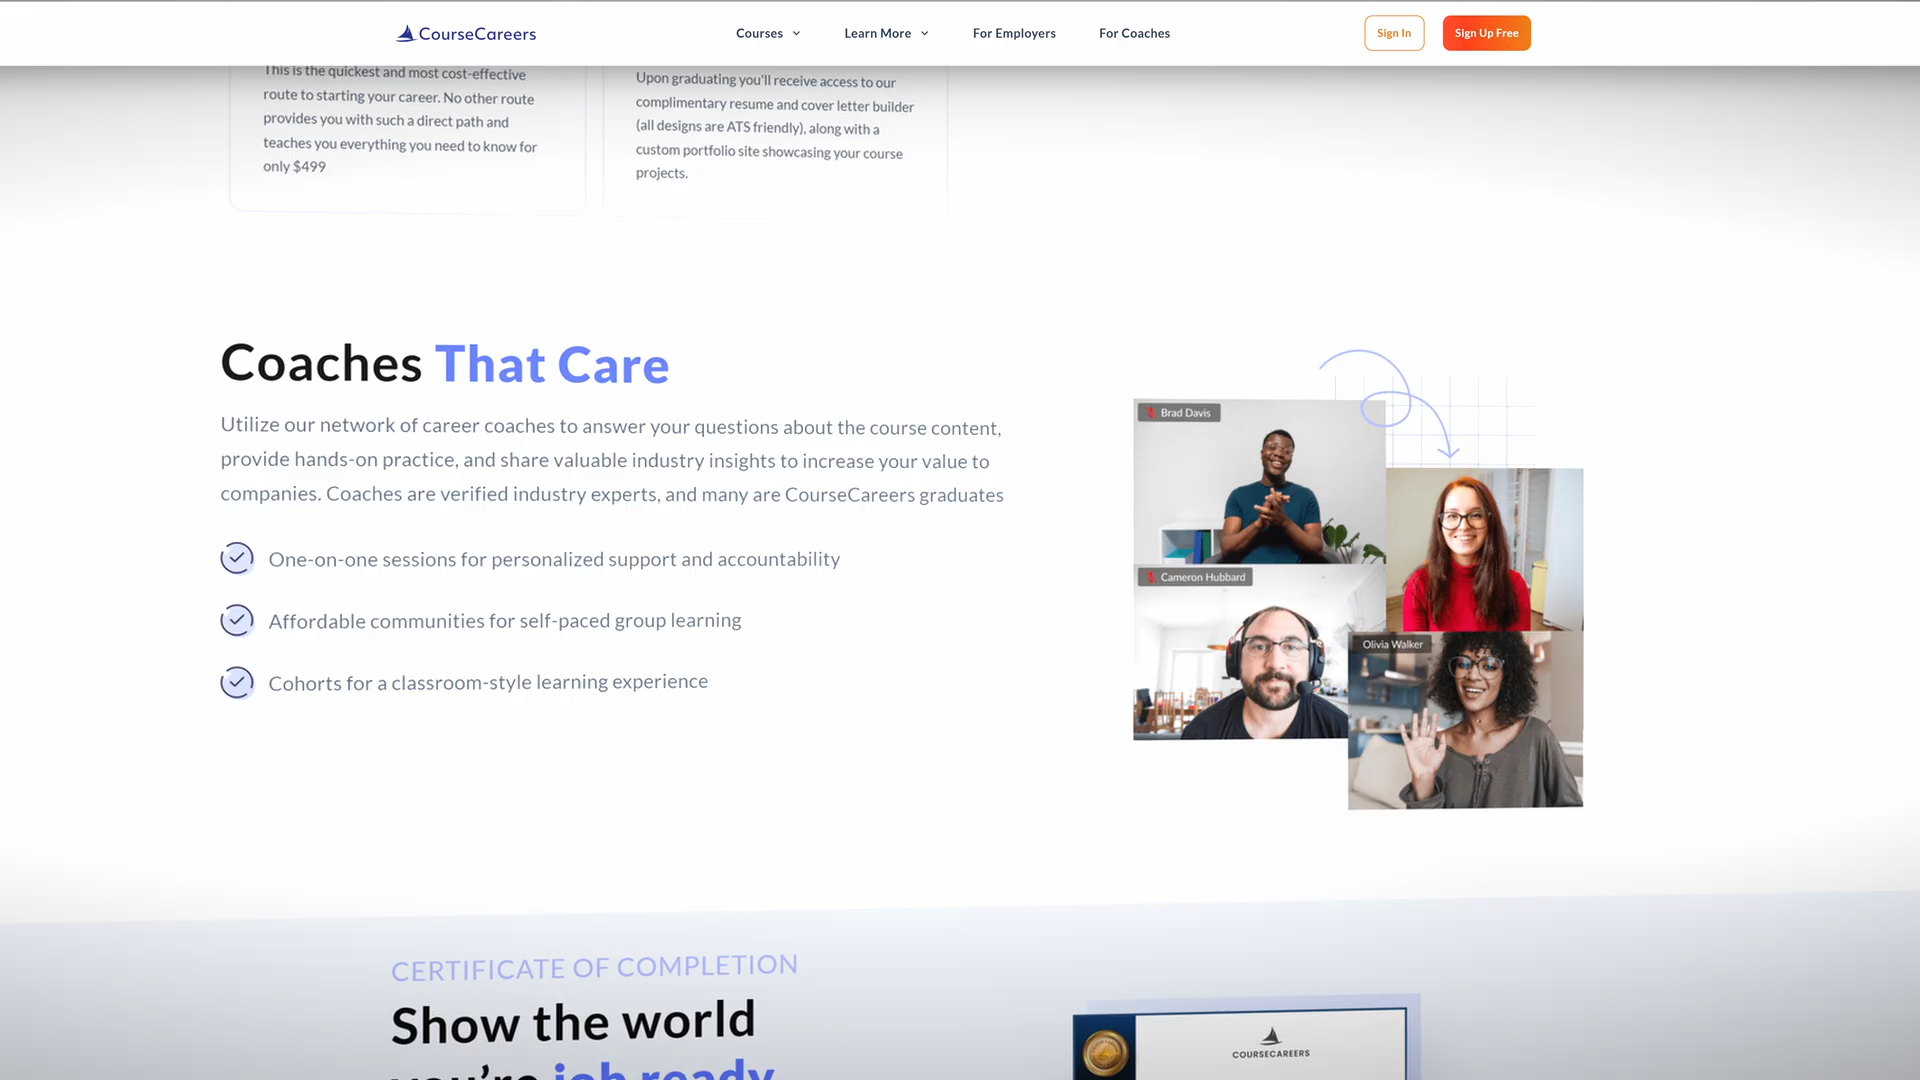 CourseCareers
Courses
Learn More
For Employers
For Coaches
Sign In
Sign Up Free
This is the quickest and most cost-effective
route to starting your career. No other route
provides you with such a direct path and
teaches you everything you need to know for
only $499
Upon graduating you'll receive access to our
complimentary resume and cover letter builder
(all designs are ATS friendly), along with a
custom portfolio site showcasing your course
projects.
Coaches That Care
Utilize our network of career coaches to answer your questions about the course content,
provide hands-on practice, and share valuable industry insights to increase your value to
companies. Coaches are verified industry experts, and many are CourseCareers graduates
One-on-one sessions for personalized support and accountability
Affordable communities for self-paced group learning
Cohorts for a classroom-style learning experience
Brad Davis
Cameron Hubbard
Olivia Walker
CERTIFICATE OF COMPLETION
Show the world
you're job ready
COURSECAREERS